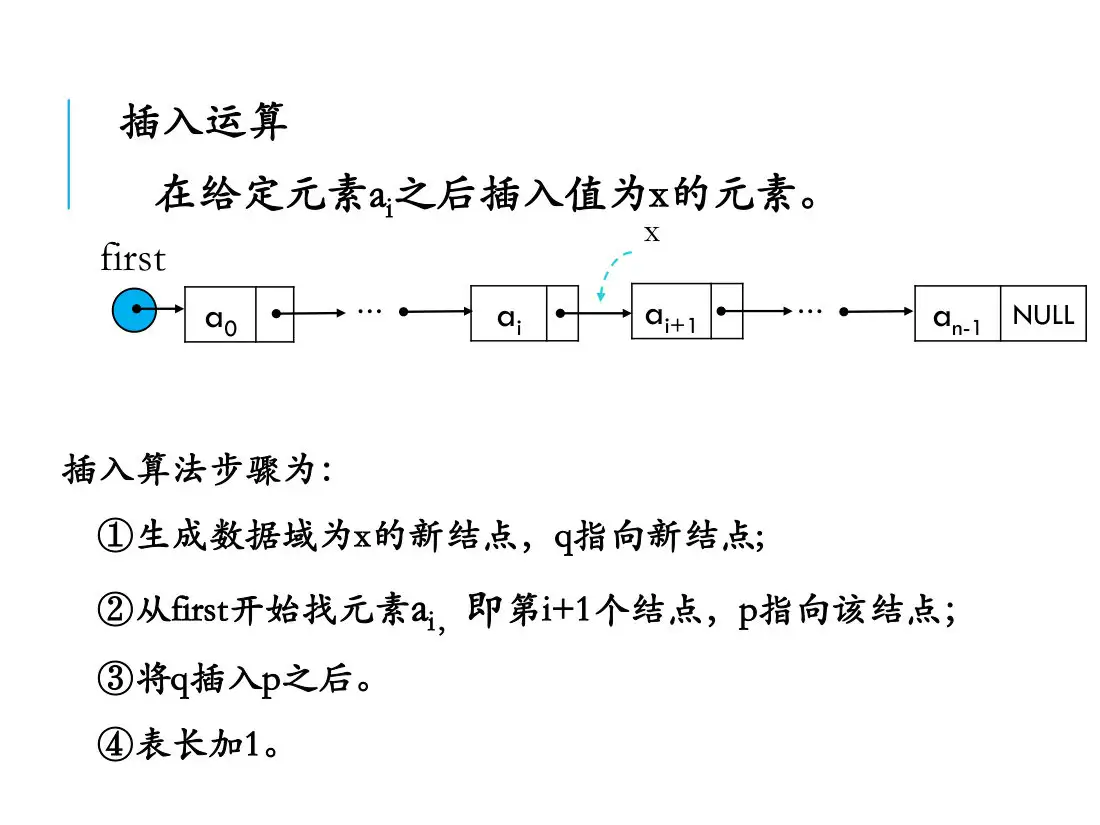 插入运算
在给定元素ai之后插入值为x的元素。
x
first
a0 ... ai ai+1 ... an-1 NULL
插入算法步骤为：
①生成数据域为x的新结点，q指向新结点;
②从first开始找元素ai，即第i+1个结点，p指向该结点；
③将q插入p之后。
④表长加1。